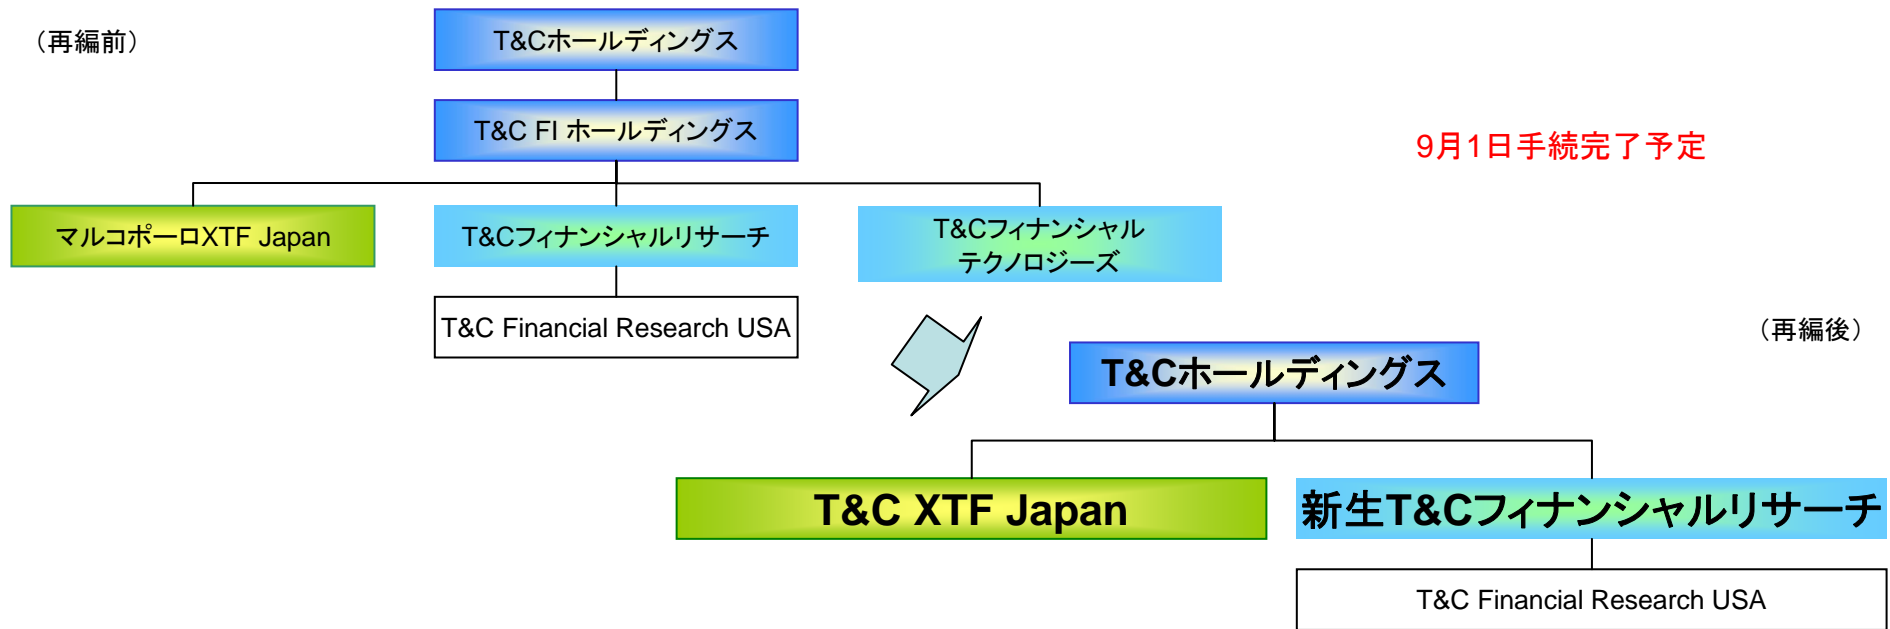 （再編前）
T&Cホールディングス
T&C FI ホールディングス
9月1日手続完了予定
マルコポーロXTF Japan
T&Cフィナンシャルリサーチ
T&Cフィナンシャル
テクノロジーズ
T&C Financial Research USA
（再編後）
T&Cホールディングス
T&C XTF Japan
新生T&Cフィナンシャルリサーチ
T&C Financial Research USA